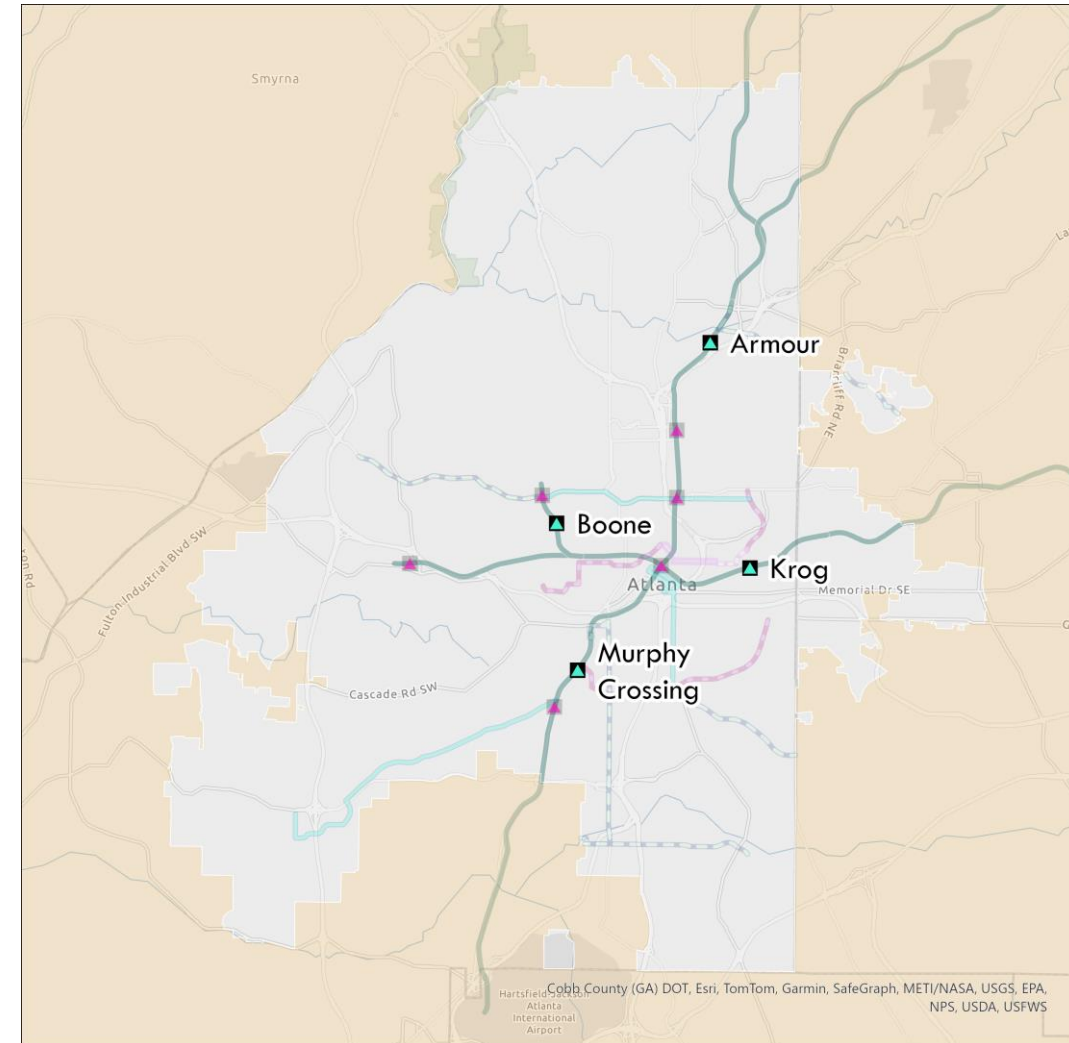 Smyrna
Armour
Briarcliff Rd NE
Boone
Fulton Industrial Blvd SW
Krog
Atlanta
Memorial Dr SE
Murphy
Crossing
Cascade Rd SW
Cobb County (GA) DOT, Esri, TomTom, Garmin, SafeGraph, METI/NASA, USGS, EPA,
NPS, USDA, USFWS
Hartsfield-Jackson
Atlanta
International
Airport